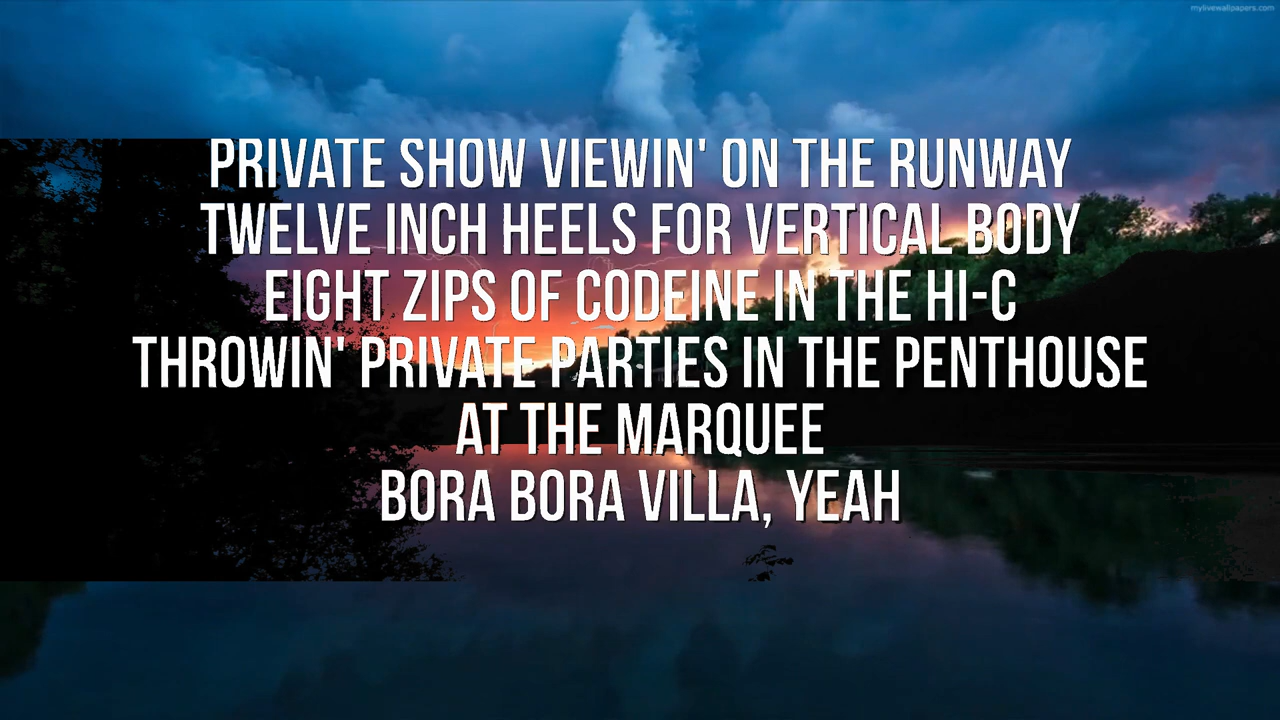 mylivewallpapers.com
PRIVATE SHOW VIEWIN' ON THE RUNWAY
TWELVE INCH HEELS FOR VERTICAL BODY
EIGHT ZIPS OF CODEINE IN THE HI-C
THROWIN' PRIVATE PARTIES IN THE PENTHOUSE
AT THE MARQUEE
BORA BORA VILLA, YEAH